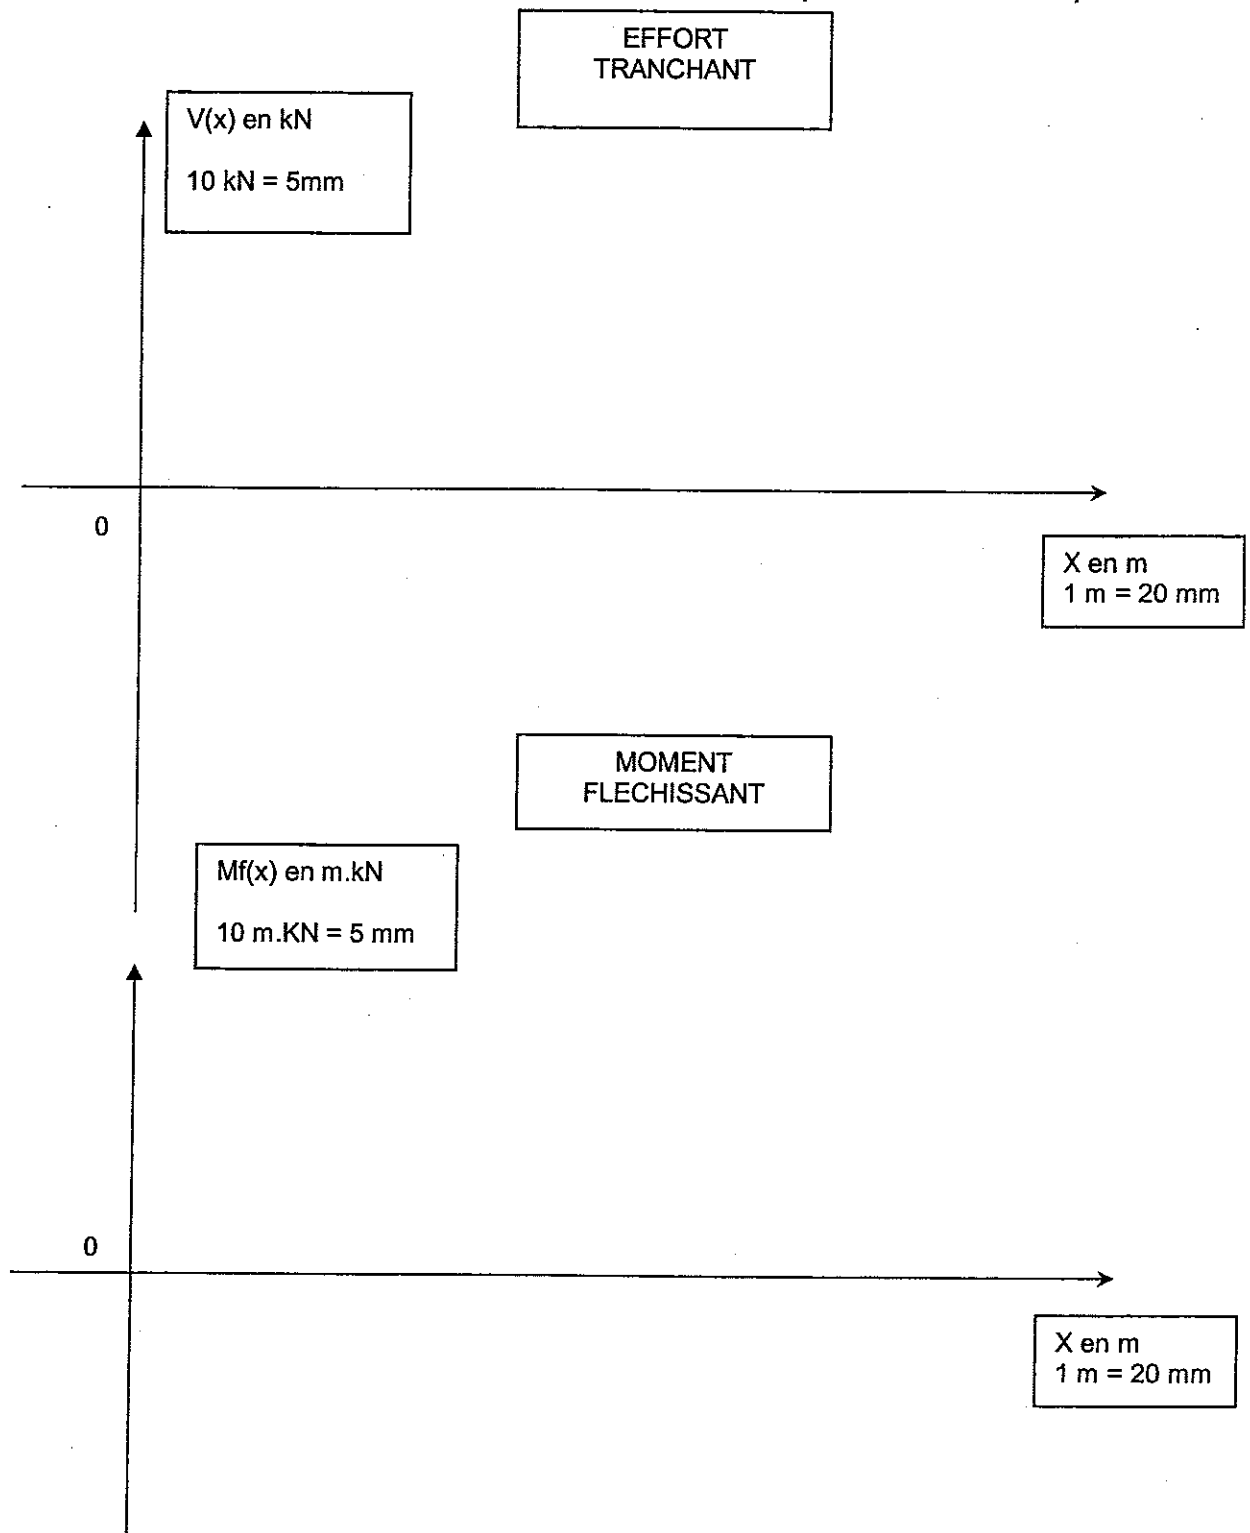 EFFORT
TRANCHANT
V(x) en kN
10 kN = 5mm
0
X en m
1 m = 20 mm
MOMENT
FLECHISSANT
Mf(x) en m.kN
10 m.KN = 5 mm
0
X en m
1 m = 20 mm